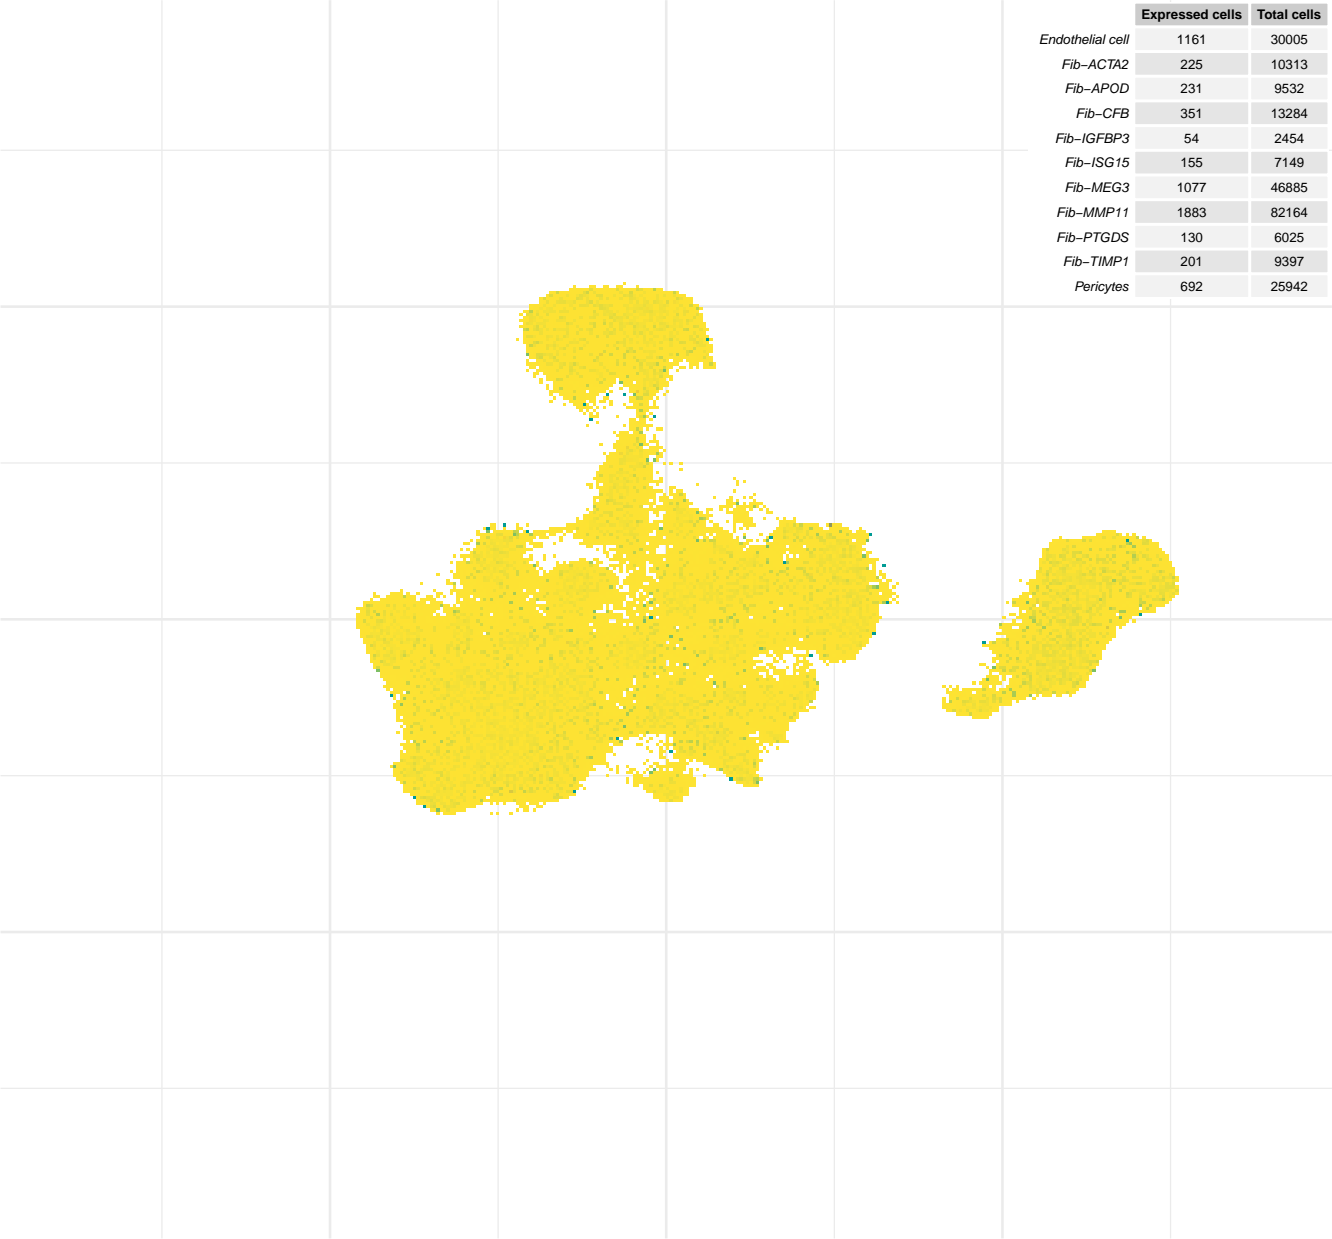 Expressed cells Total cells
Endothelial cell 1161 30005
Fib−ACTA2 225 10313
Fib−APOD 231 9532
Fib−CFB 351 13284
Fib−IGFBP3 54 2454
Fib−ISG15 155 7149
Fib−MEG3 1077 46885
Fib−MMP11 1883 82164
Fib−PTGDS 130 6025
Fib−TIMP1 201 9397
Pericytes 692 25942